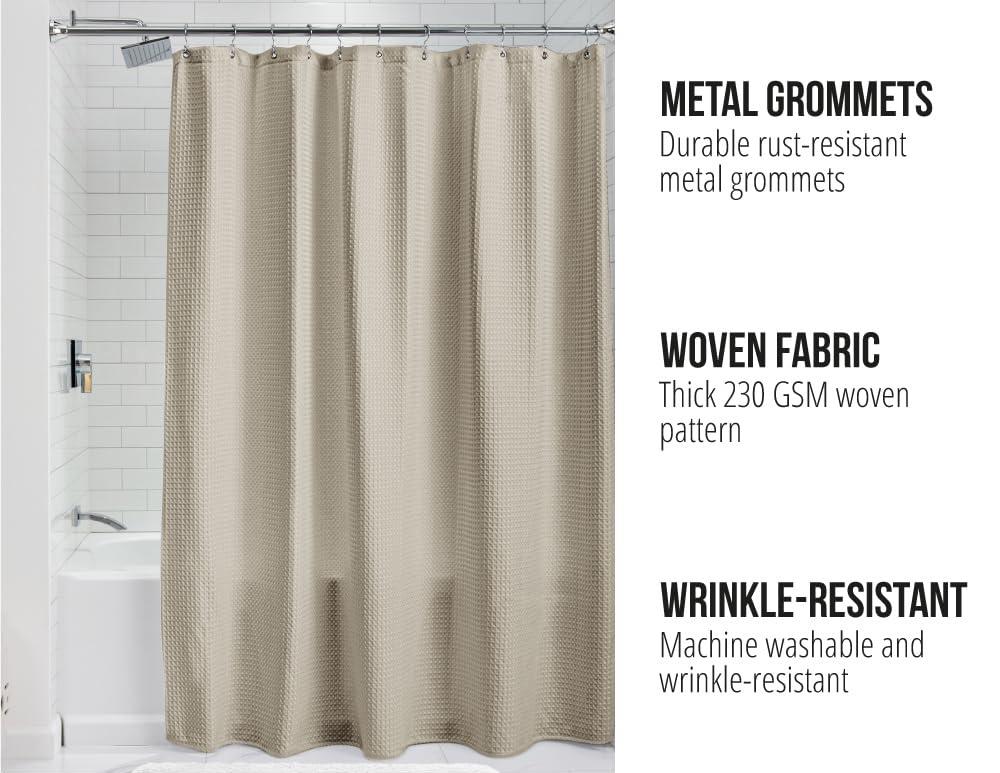 METAL GROMMETS
Durable rust-resistant
metal grommets
WOVEN FABRIC
Thick 230 GSM woven
pattern
WRINKLE-RESISTANT
Machine washable and
wrinkle-resistant